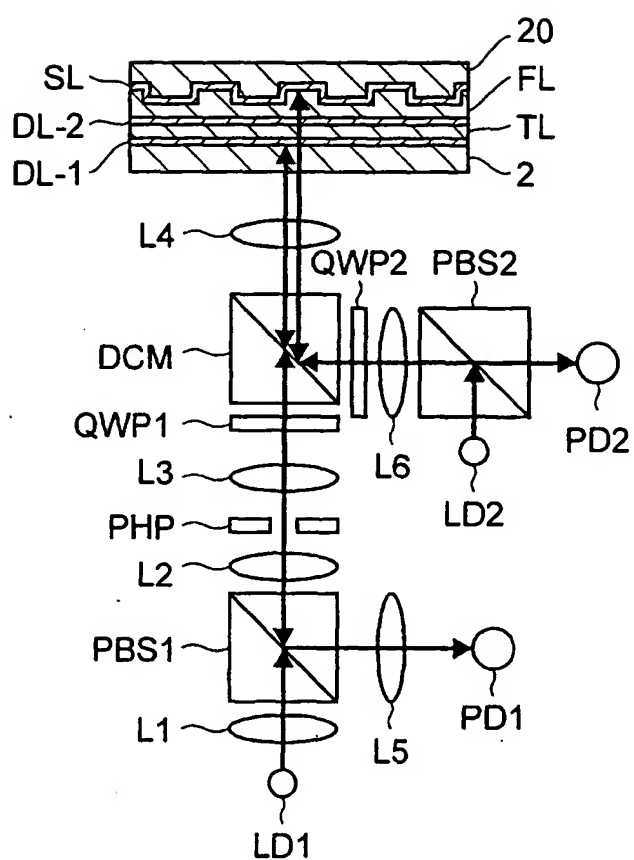 20
SL
FL
DL-2
TL
DL-1
2
L4
QWP2
PBS2
DCM
QWP1
L6
PD2
L3
LD2
PHP
L2
PBS1
PD1
L1
L5
LD1